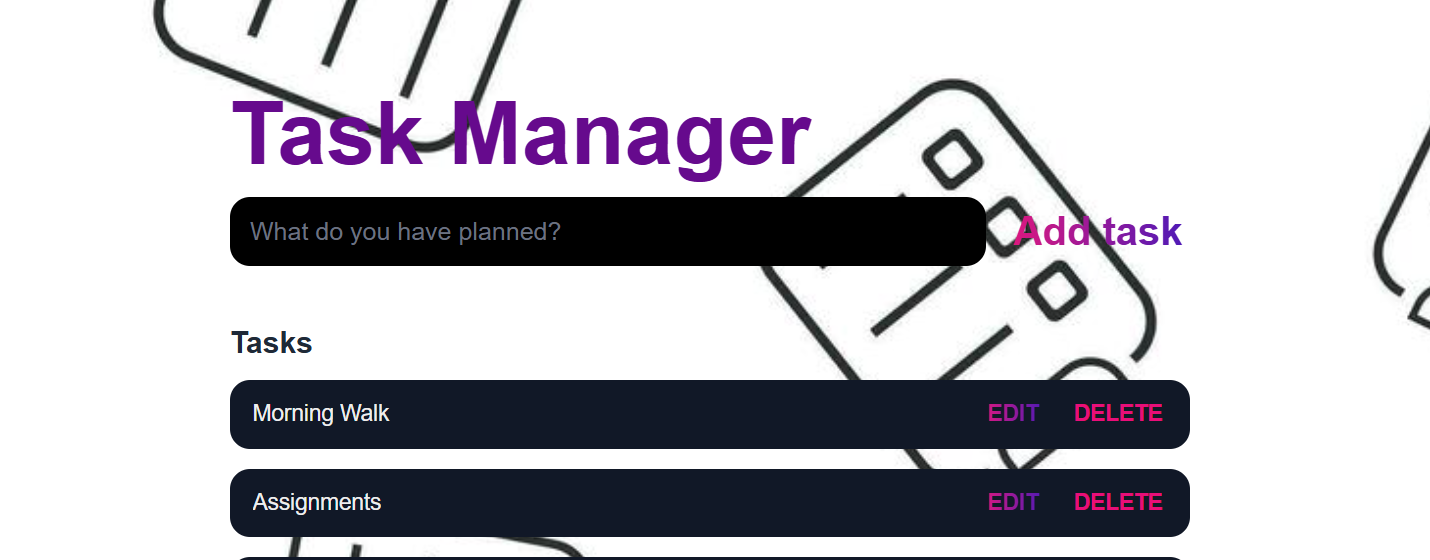 Task Manager
What do you have planned?
Add task
Tasks
Morning Walk
EDIT
DELETE
Assignments
EDIT
DELETE